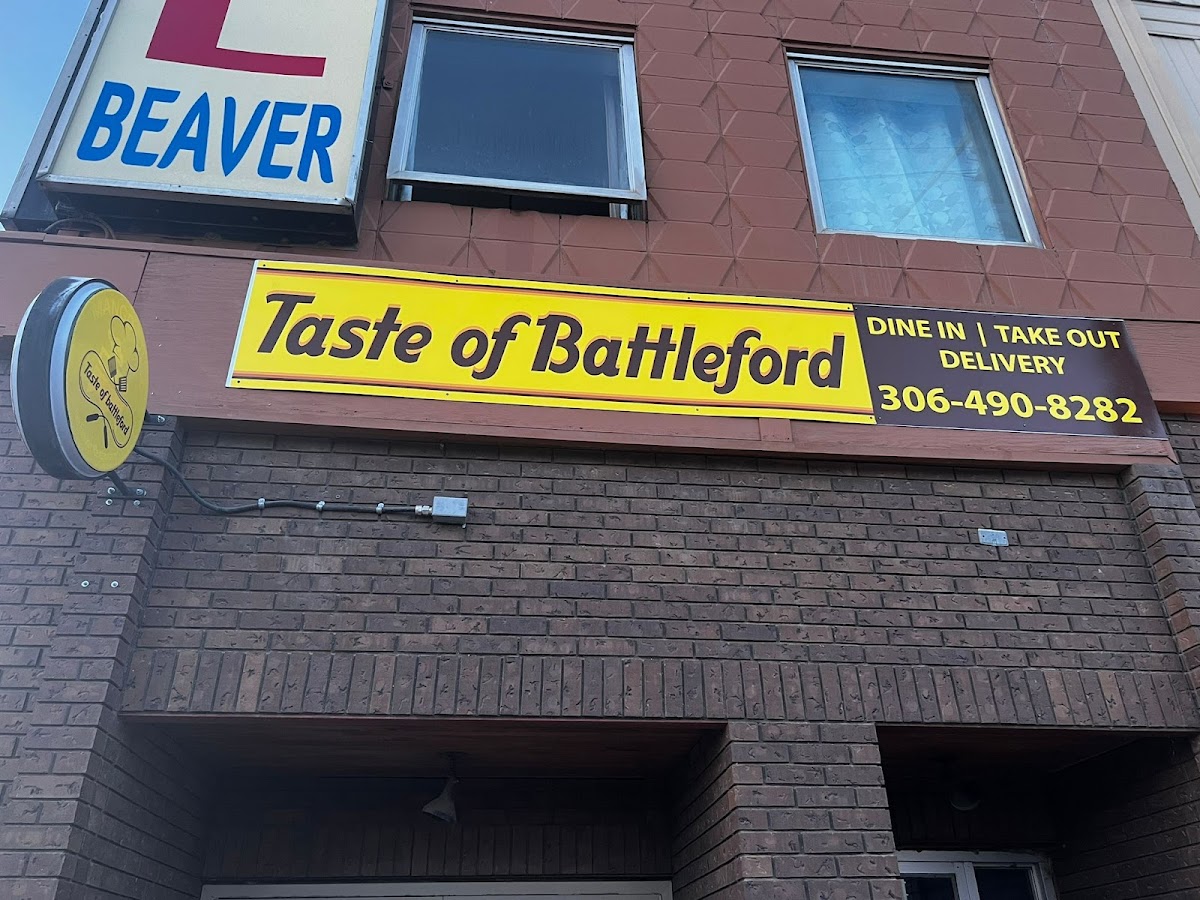 BEAVER
Taste of Battleford
DINE IN | TAKE OUT
DELIVERY
306-490-8282
Taste of Battleford